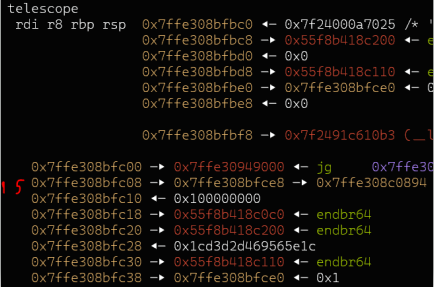 telescope
rdi r8 rbp rsp 0x7ffe308bfbc0 ◂— 0x7f24000a7025 /* '
0x7ffe308bfbc8 —▸ 0x55f8b418c200 ◂— e
0x7ffe308bfbd0 ◂— 0x0
0x7ffe308bfbd8 —▸ 0x55f8b418c110 ◂— e
0x7ffe308bfbe0 —▸ 0x7ffe308bfce0 ◂— 0
0x7ffe308bfbe8 ◂— 0x0
0x7ffe308bfbf8 —▸ 0x7f2491c610b3 (__l
0x7ffe308bfc00 —▸ 0x7ffe30949000 ◂— jg 0x7ffe30
15 0x7ffe308bfc08 —▸ 0x7ffe308bfce8 —▸ 0x7ffe308c0894
0x7ffe308bfc10 ◂— 0x100000000
0x7ffe308bfc18 —▸ 0x55f8b418c0c0 ◂— endbr64
0x7ffe308bfc20 —▸ 0x55f8b418c200 ◂— endbr64
0x7ffe308bfc28 ◂— 0x1cd3d2d469565e1c
0x7ffe308bfc30 —▸ 0x55f8b418c110 ◂— endbr64
0x7ffe308bfc38 —▸ 0x7ffe308bfce0 ◂— 0x1